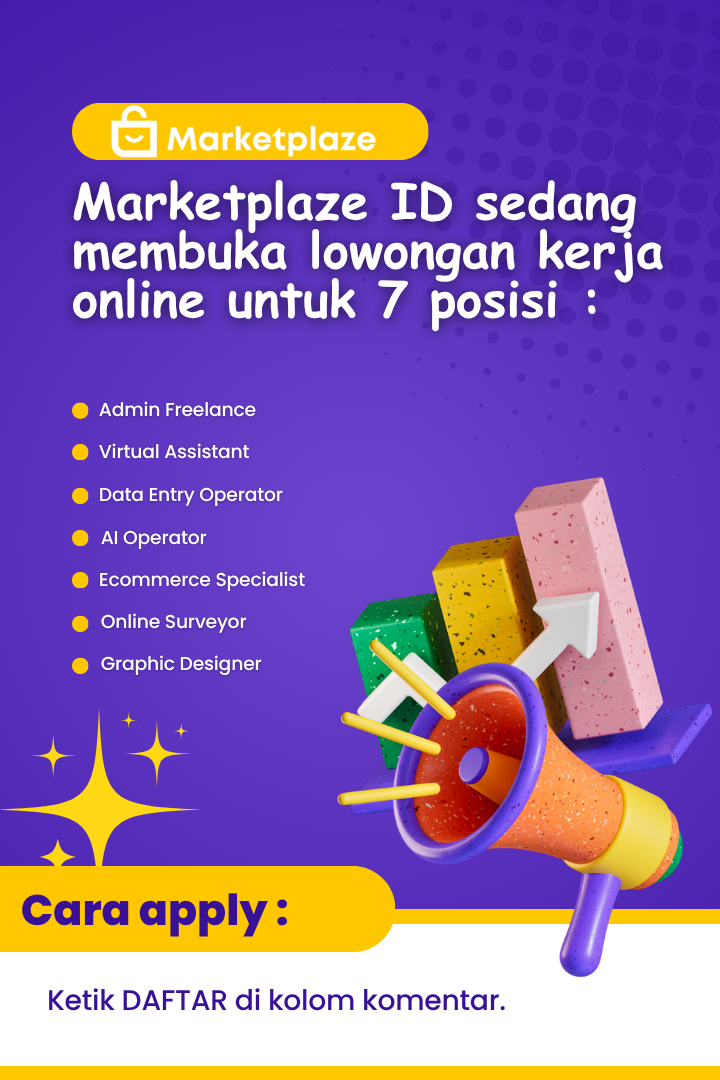 Marketplaze
Marketplaze ID sedang
membuka lowongan kerja
online untuk 7 posisi :
Admin Freelance
Virtual Assistant
Data Entry Operator
AI Operator
Ecommerce Specialist
Online Surveyor
Graphic Designer
Cara apply :
Ketik DAFTAR di kolom komentar.